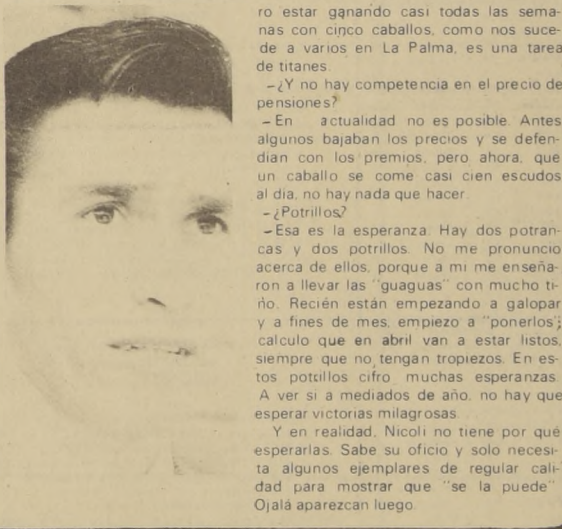 ro estar ganando casi todas las sema-
nas con cinco caballos, como nos suce-
de a varios en La Palma, es una tarea
de titanes.
-¿Y no hay competencia en el precio de
pensiones?
-En actualidad no es posible. Antes
algunos bajaban los precios y se defen-
dían con los premios, pero ahora, que
un caballo se come casi cien escudos
al día, no hay nada que hacer.
-¿Potrillos?
-Esa es la esperanza. Hay dos potran-
cas y dos potrillos. No me pronuncio
acerca de ellos, porque a mi me enseña-
ron a llevar las "guaguas" con mucho ti-
ño. Recién están empezando a galopar
y a fines de mes, empiezo a "ponerlos";
calculo que en abril van a estar listos,
siempre que no tengan tropiezos. En es-
tos potrillos cifro muchas esperanzas.
A ver si a mediados de año, no hay que
esperar victorias milagrosas.
Y en realidad, Nicoli no tiene por qué
esperarlas. Sabe su oficio y solo necesi-
ta algunos ejemplares de regular cali-
dad para mostrar que "se la puede".
Ojalá aparezcan luego.